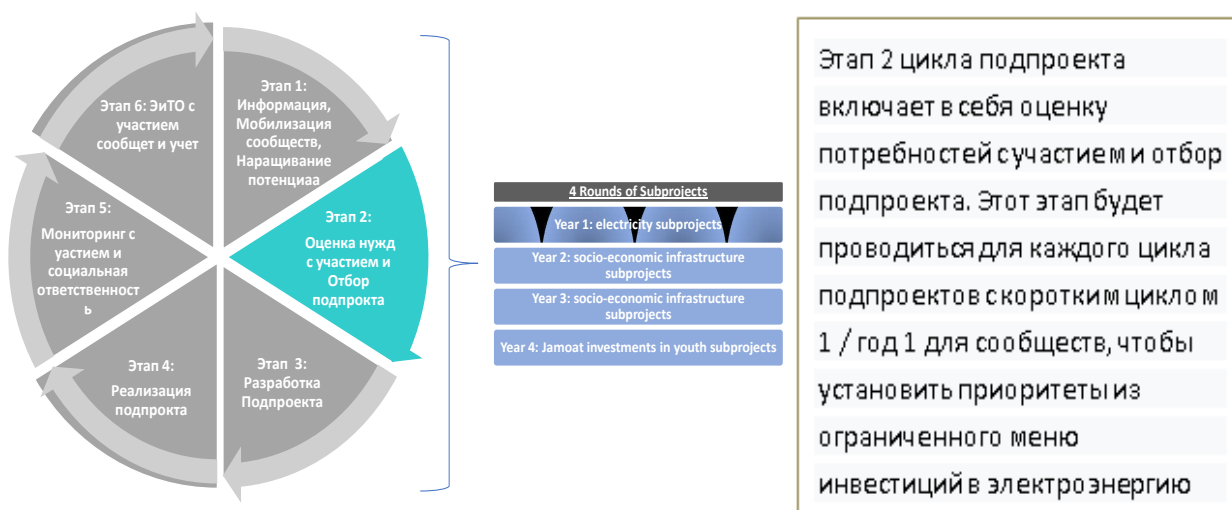 Этап 1:
Информация,
Мобилизация
сообществ,
Наращивание
потенциаа
Этап 2:
Оценка нужд
с участием и
Отбор
подпрокта
Этап 3:
Разработка
Подпроекта
Этап 4:
Реализация
подпрокта
Этап 5:
Мониторинг с
уастием и
социальная
ответственност
ь
Этап 6: ЭиТО с
участием
сообщет и учет
4 Rounds of Subprojects
Year 1: electricity subprojects
Year 2: socio-economic infrastructure
subprojects
Year 3: socio-economic infrastructure
subprojects
Year 4: Jamoat investments in youth subprojects
Этап 2 цикла подпроекта
включает в себя оценку
потребностей с участием и отбор
подпроекта. Этот этап будет
проводиться для каждого цикла
подпроектов с коротким циклом
1 / год 1 для сообществ, чтобы
установить приоритеты из
ограниченного меню
инвестиций в электроэнергию